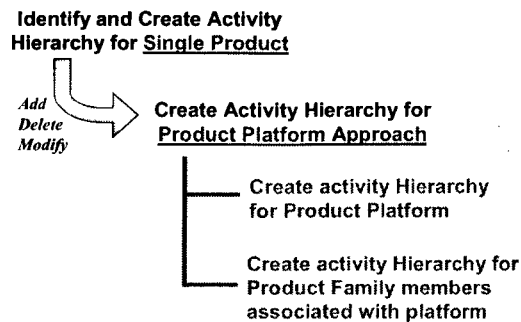 Identify and Create Activity
Hierarchy for Single Product
Add
Delete
Modify
Create Activity Hierarchy for
Product Platform Approach
Create activity Hierarchy
for Product Platform
Create activity Hierarchy for
Product Family members
associated with platform